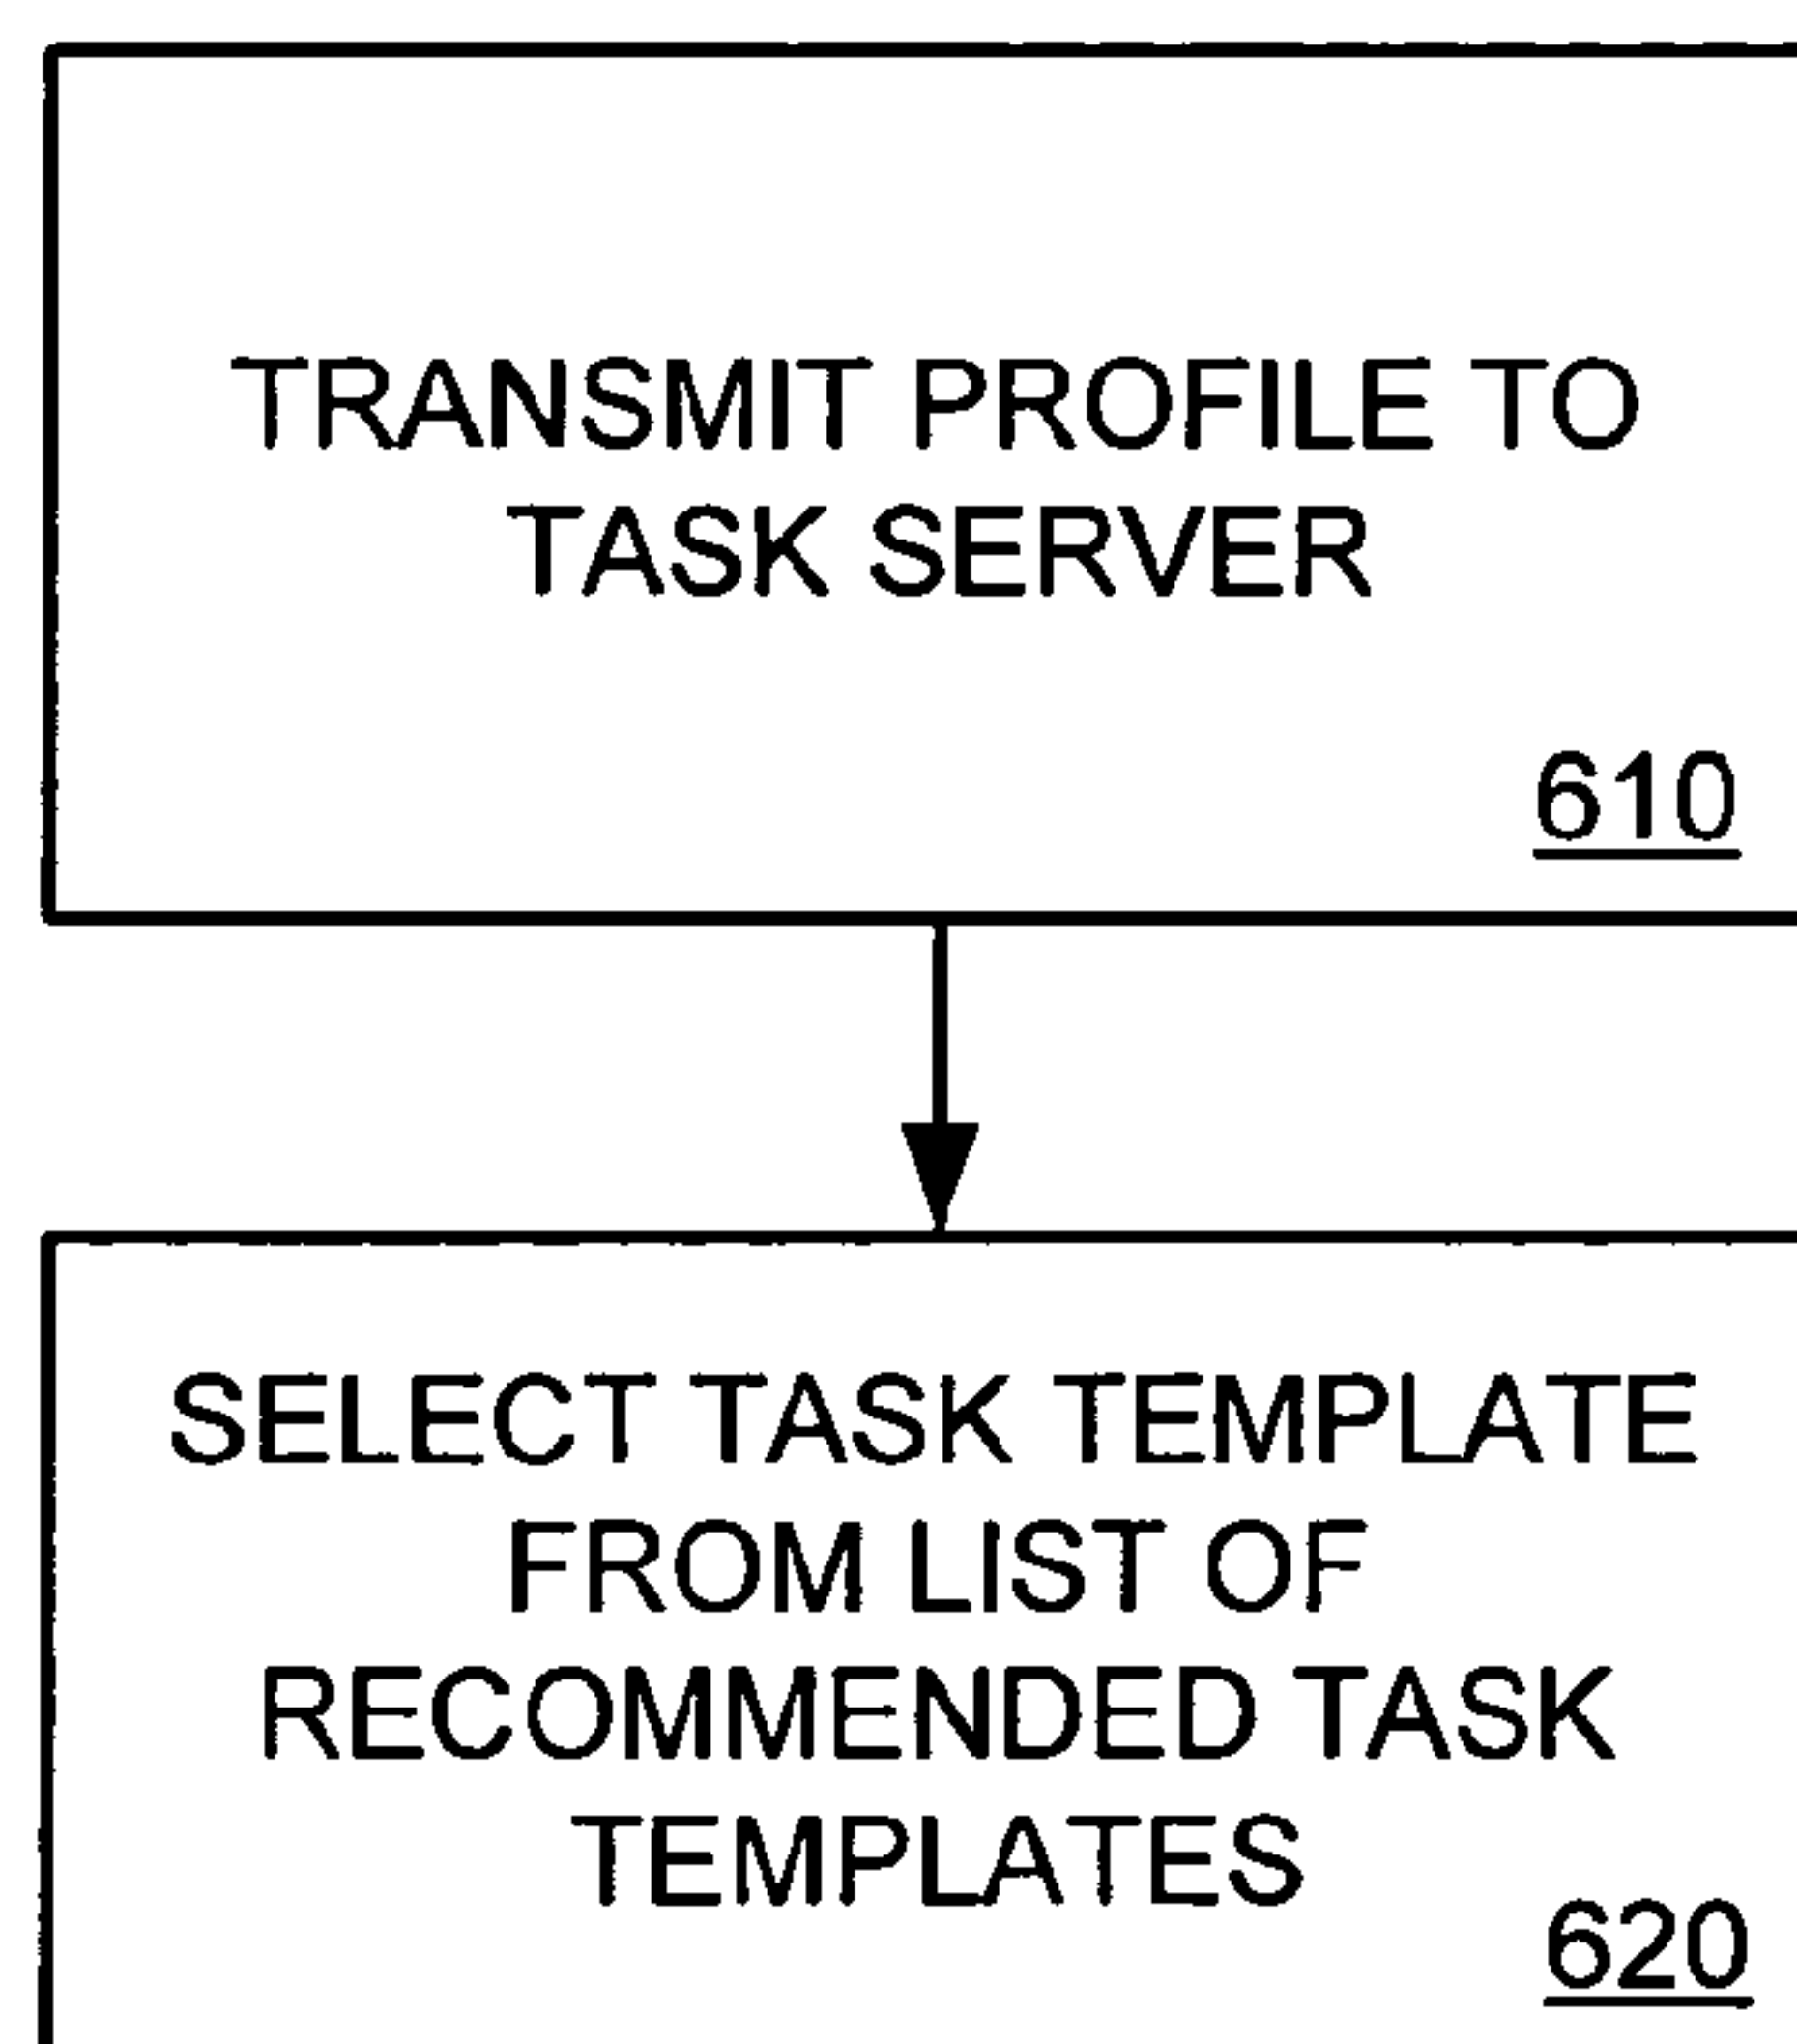 TRANSMIT PROFILE TO
TASK SERVER
610
SELECT TASK TEMPLATE
FROM LIST OF
RECOMMENDED TASK
TEMPLATES
620